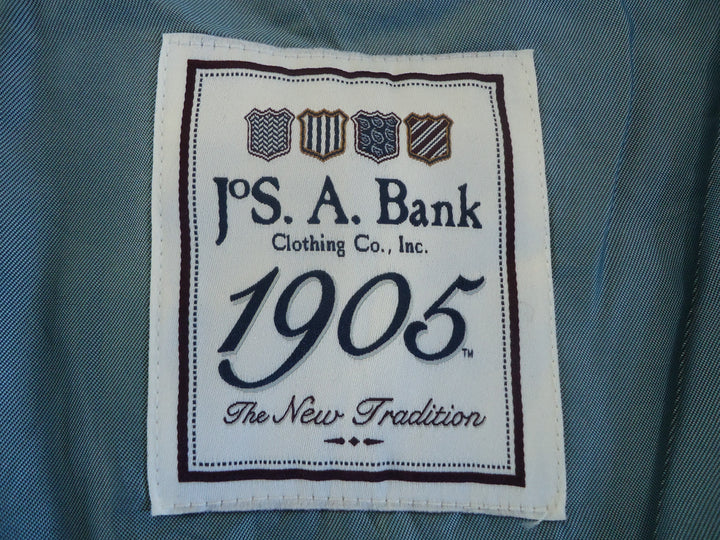 JoS. A. Bank
Clothing Co., Inc.
1905™
The New Tradition